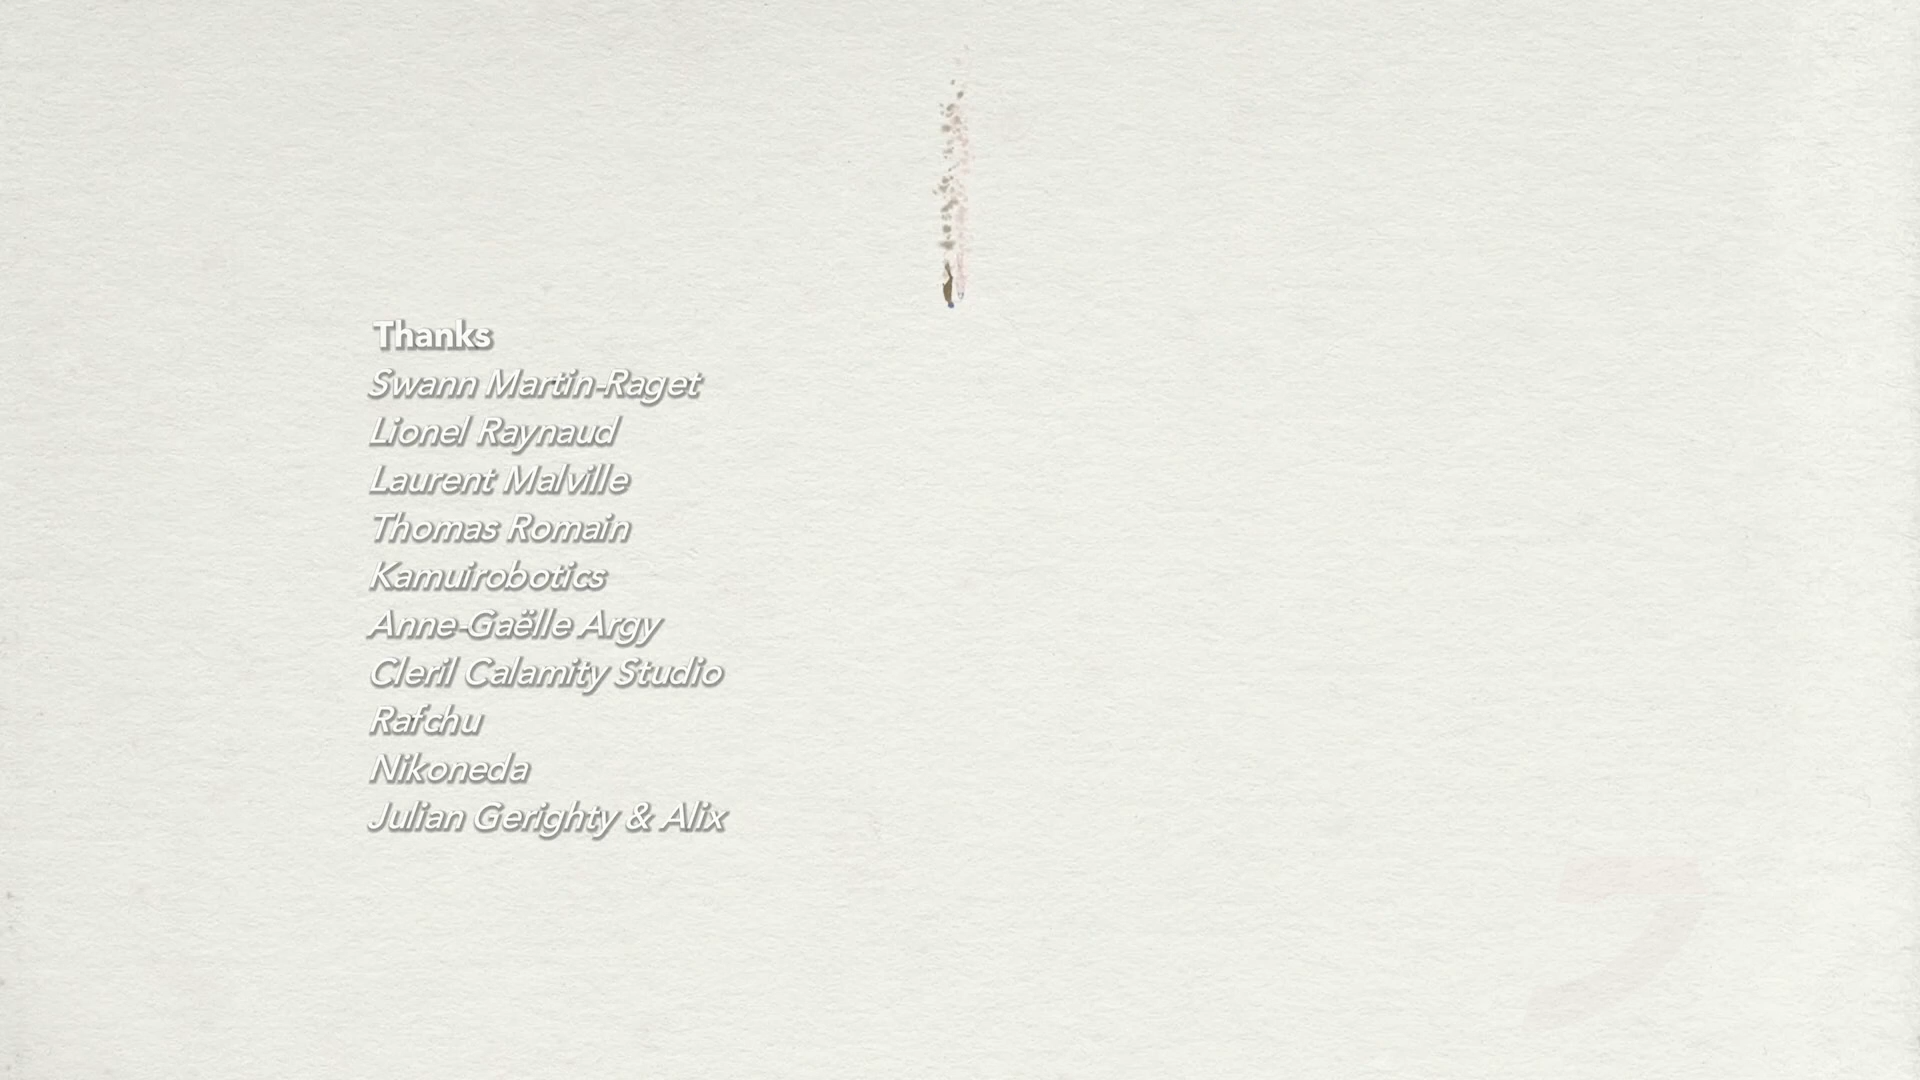 Thanks
Swann Martin-Raget
Lionel Raynaud
Laurent Malville
Thomas Romain
Kamuirobotics
Anne-Gaëlle Argy
Cleril Calamity Studio
Rafchu
Nikoneda
Julian Gerighty & Alix